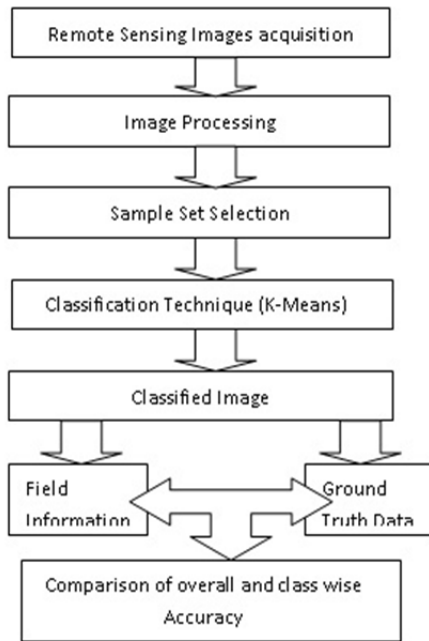 Remote Sensing Images acquisition
Image Processing
Sample Set Selection
Classification Technique (K-Means)
Classified Image
Field
Information
Ground
Truth Data
Comparison of overall and class wise
Accuracy